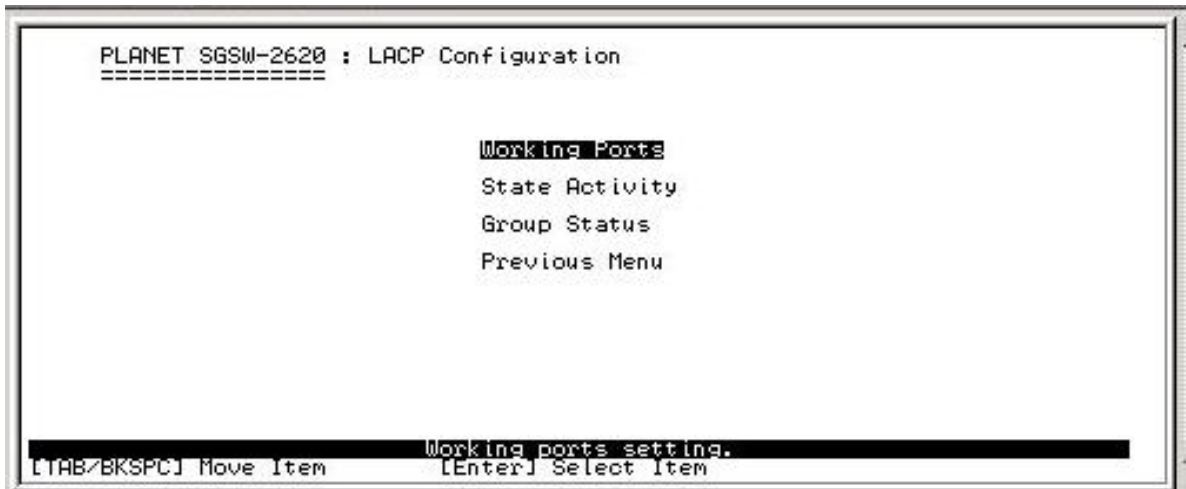 PLANET SGSW-2620 : LACP Configuration
================
Working Ports
State Activity
Group Status
Previous Menu
Working ports setting.
[TAB/BKSPC] Move Item [Enter] Select Item